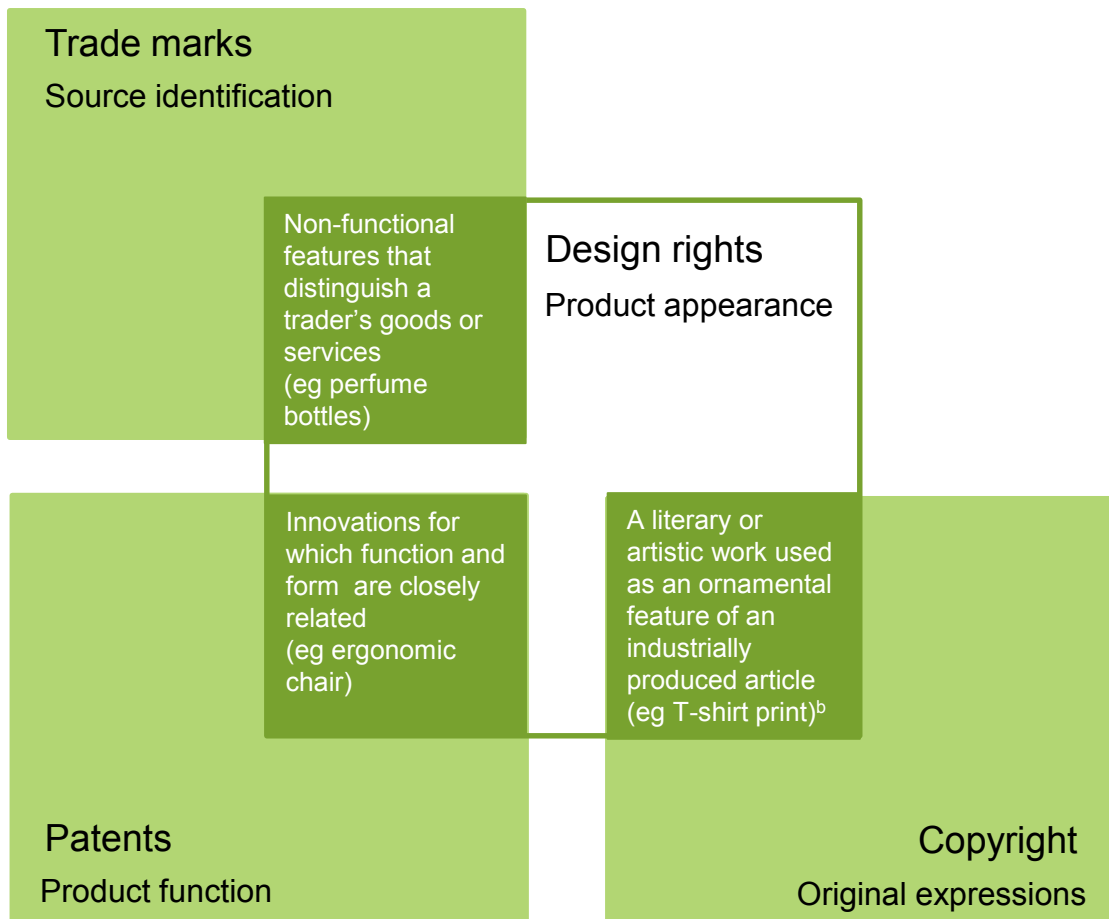 Trade marks
Source identification
Non-functional
features that
distinguish a
trader’s goods or
services
(eg perfume
bottles)
Design rights
Product appearance
Innovations for
which function and
form are closely
related
(eg ergonomic
chair)
A literary or
artistic work used
as an ornamental
feature of an
industrially
produced article
(eg T-shirt print)ᵇ
Patents
Product function
Copyright
Original expressions